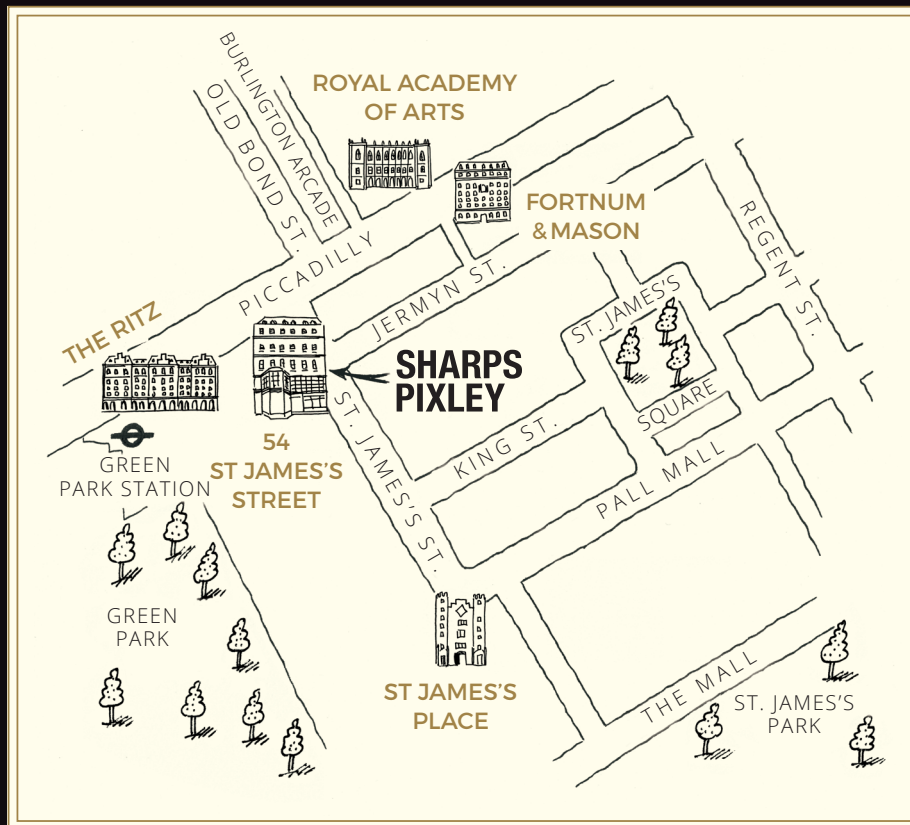 BURLINGTON ARCADE
OLD BOND ST.
ROYAL ACADEMY
OF ARTS
FORTNUM
& MASON
REGENT ST.
PICCADILLY
JERMYN ST.
ST. JAMES'S
SQUARE
THE RITZ
SHARPS
PIXLEY
54
ST JAMES'S
STREET
ST. JAMES'S ST.
KING ST.
PALL MALL
GREEN
PARK STATION
GREEN
PARK
ST JAMES'S
PLACE
THE MALL
ST. JAMES'S
PARK